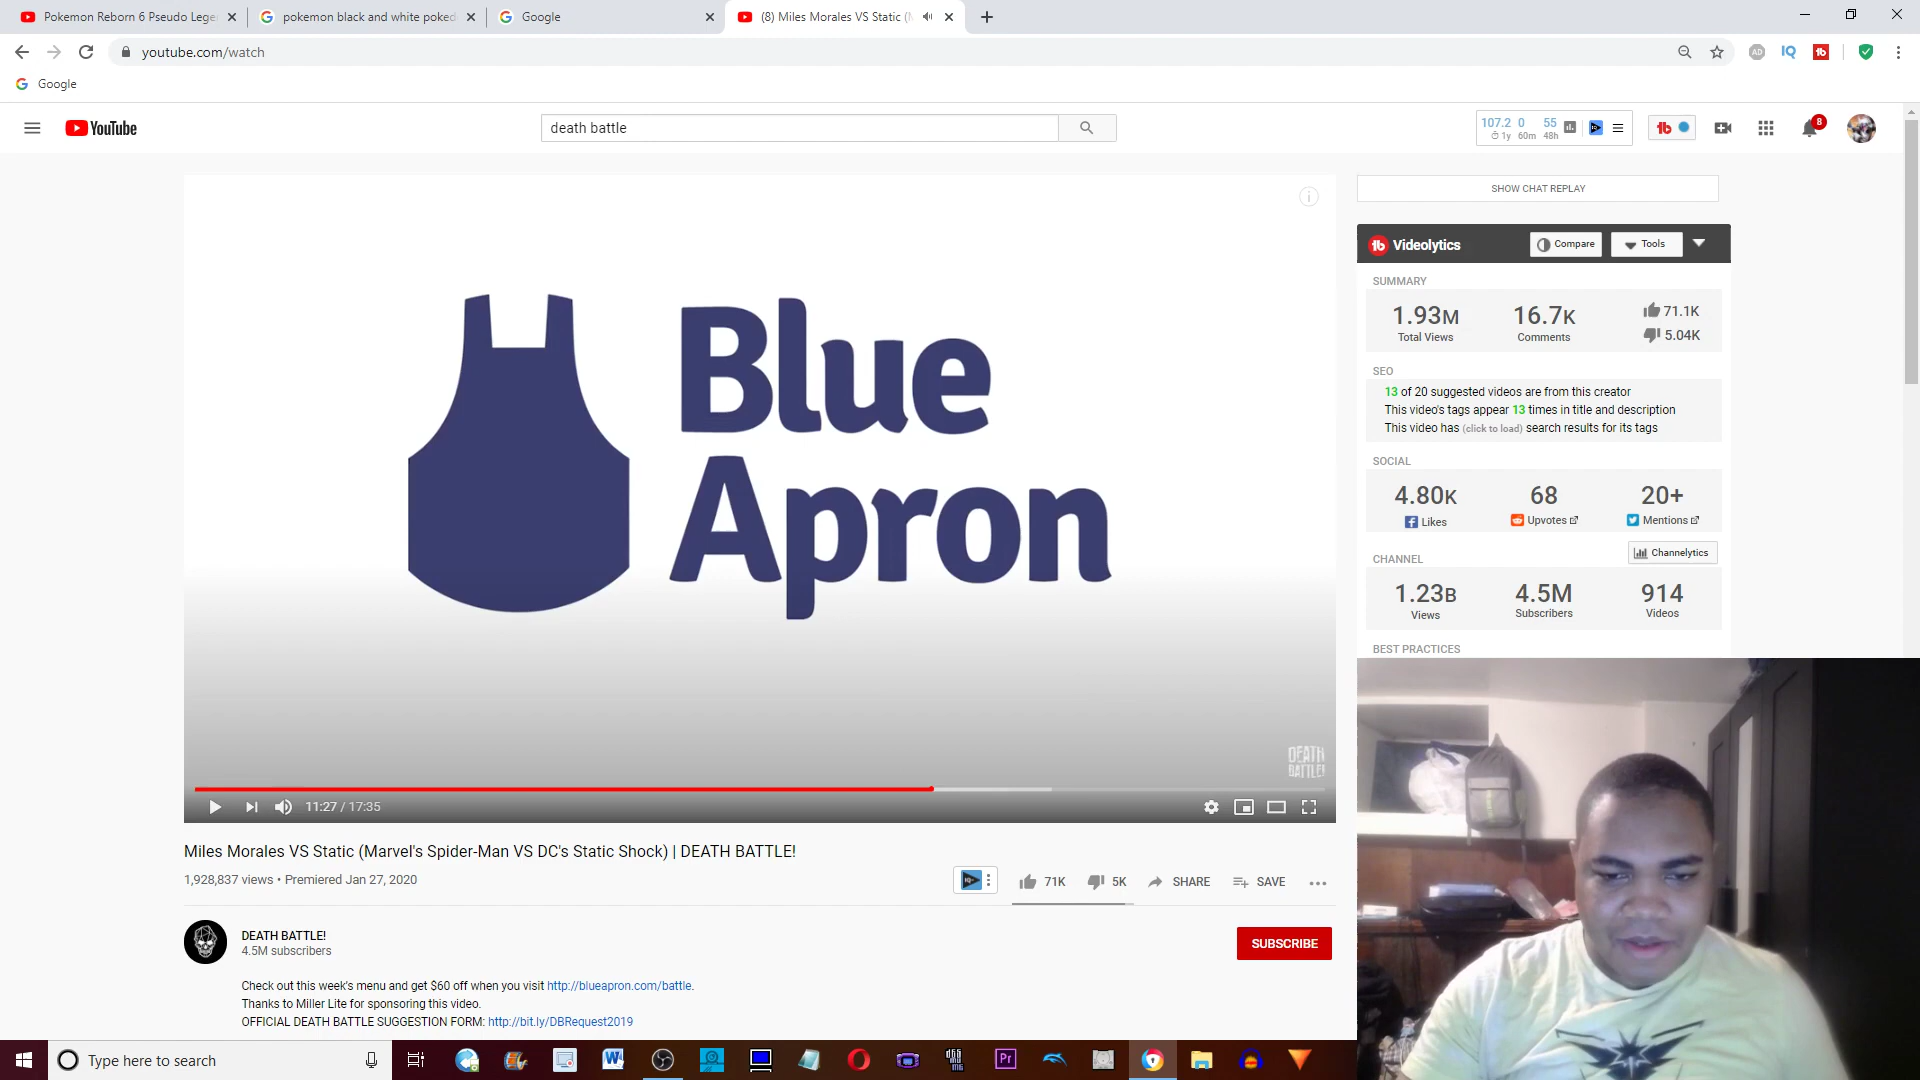 Pokemon Reborn 6 Pseudo Lege
pokemon black and white poked
Google
(8) Miles Morales VS Static (M
youtube.com/watch
AD
IQ
tb
Google
YouTube
death battle
107.2 0 55
1y 60m 48h
tb
8
SHOW CHAT REPLAY
Blue
Apron
DEATH
BATTLE!
11:27 / 17:35
tb Videolytics
Compare
Tools
SUMMARY
1.93M
Total Views
16.7K
Comments
71.1K
5.04K
SEO
13 of 20 suggested videos are from this creator
This video's tags appear 13 times in title and description
This video has (click to load) search results for its tags
SOCIAL
4.80K
Likes
68
Upvotes
20+
Mentions
CHANNEL
Channelytics
1.23B
Views
4.5M
Subscribers
914
Videos
BEST PRACTICES
Miles Morales VS Static (Marvel's Spider-Man VS DC's Static Shock) | DEATH BATTLE!
1,928,837 views • Premiered Jan 27, 2020
71K
5K
SHARE
SAVE
DEATH BATTLE!
4.5M subscribers
SUBSCRIBE
Check out this week's menu and get $60 off when you visit http://blueapron.com/battle.
Thanks to Miller Lite for sponsoring this video.
OFFICIAL DEATH BATTLE SUGGESTION FORM: http://bit.ly/DBRequest2019
Type here to search
Pr